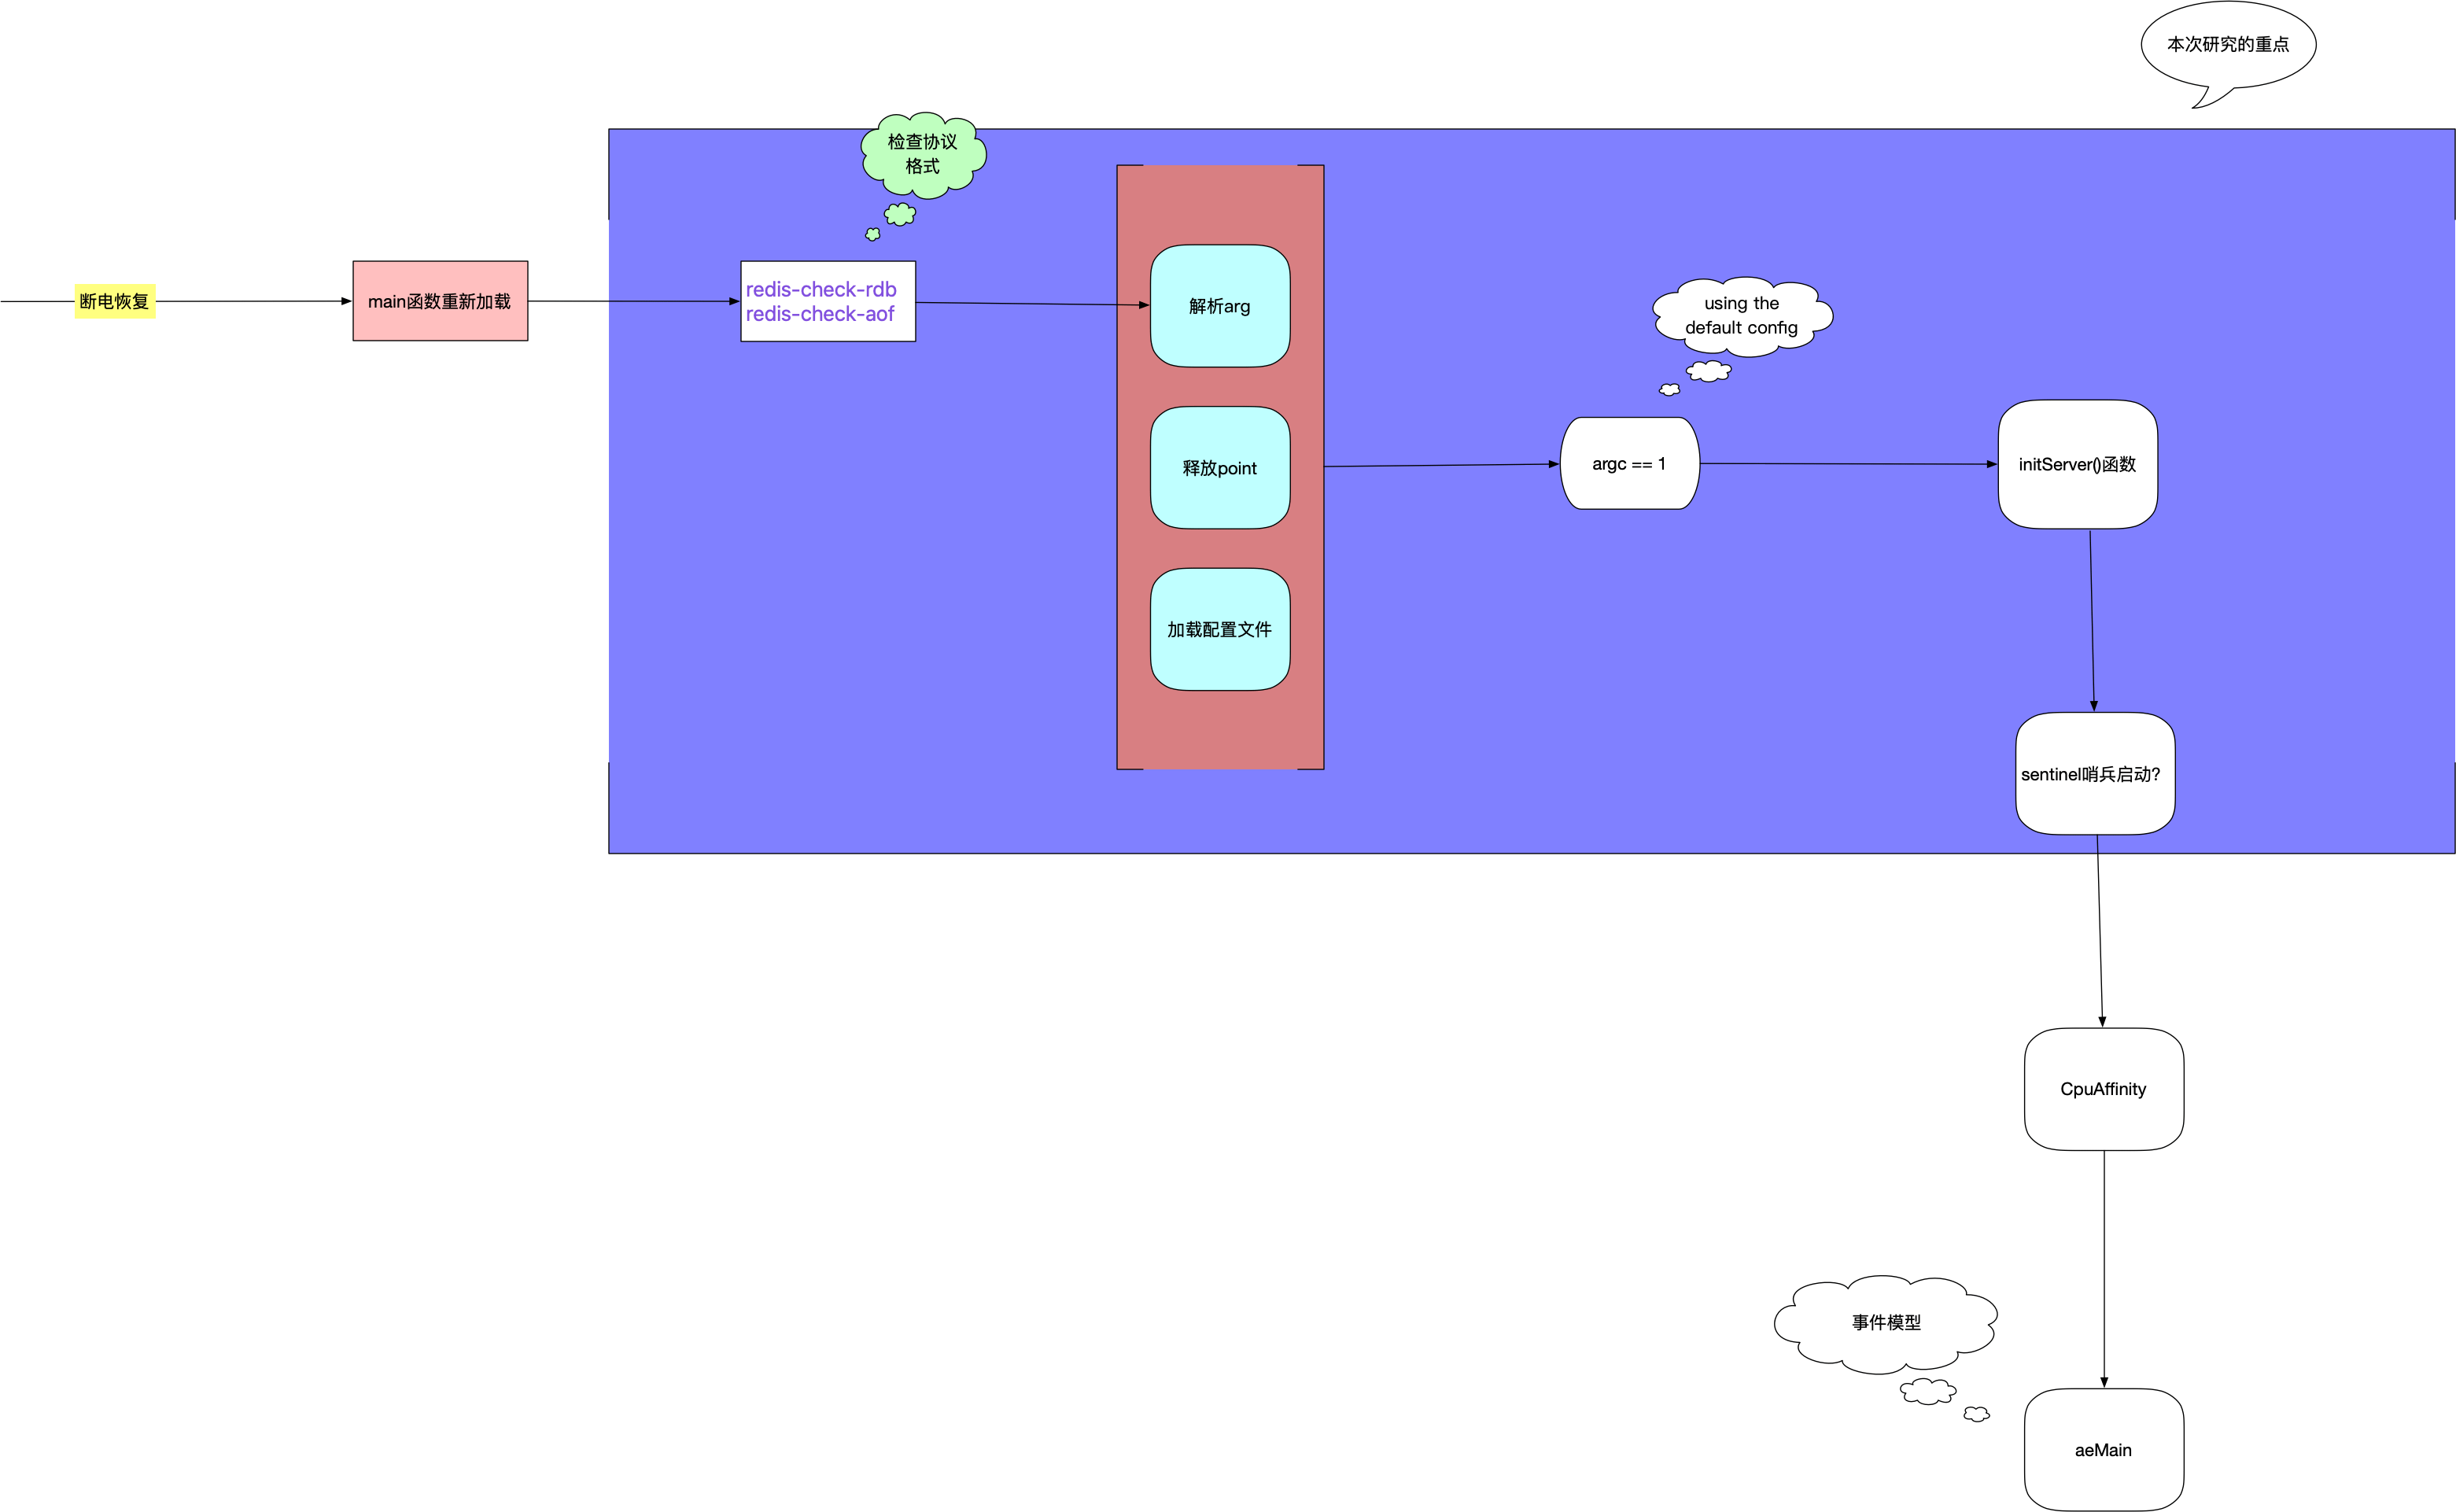 本次研究的重点
检查协议
格式
断电恢复
main函数重新加载
redis-check-rdb
redis-check-aof
解析arg
释放point
加载配置文件
using the
default config
argc == 1
initServer()函数
sentinel哨兵启动?
CpuAffinity
事件模型
aeMain